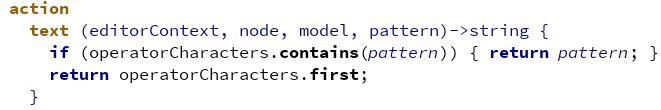 action
text (editorContext, node, model, pattern)->string {
if (operatorCharacters.contains(pattern)) { return pattern; }
return operatorCharacters.first;
}